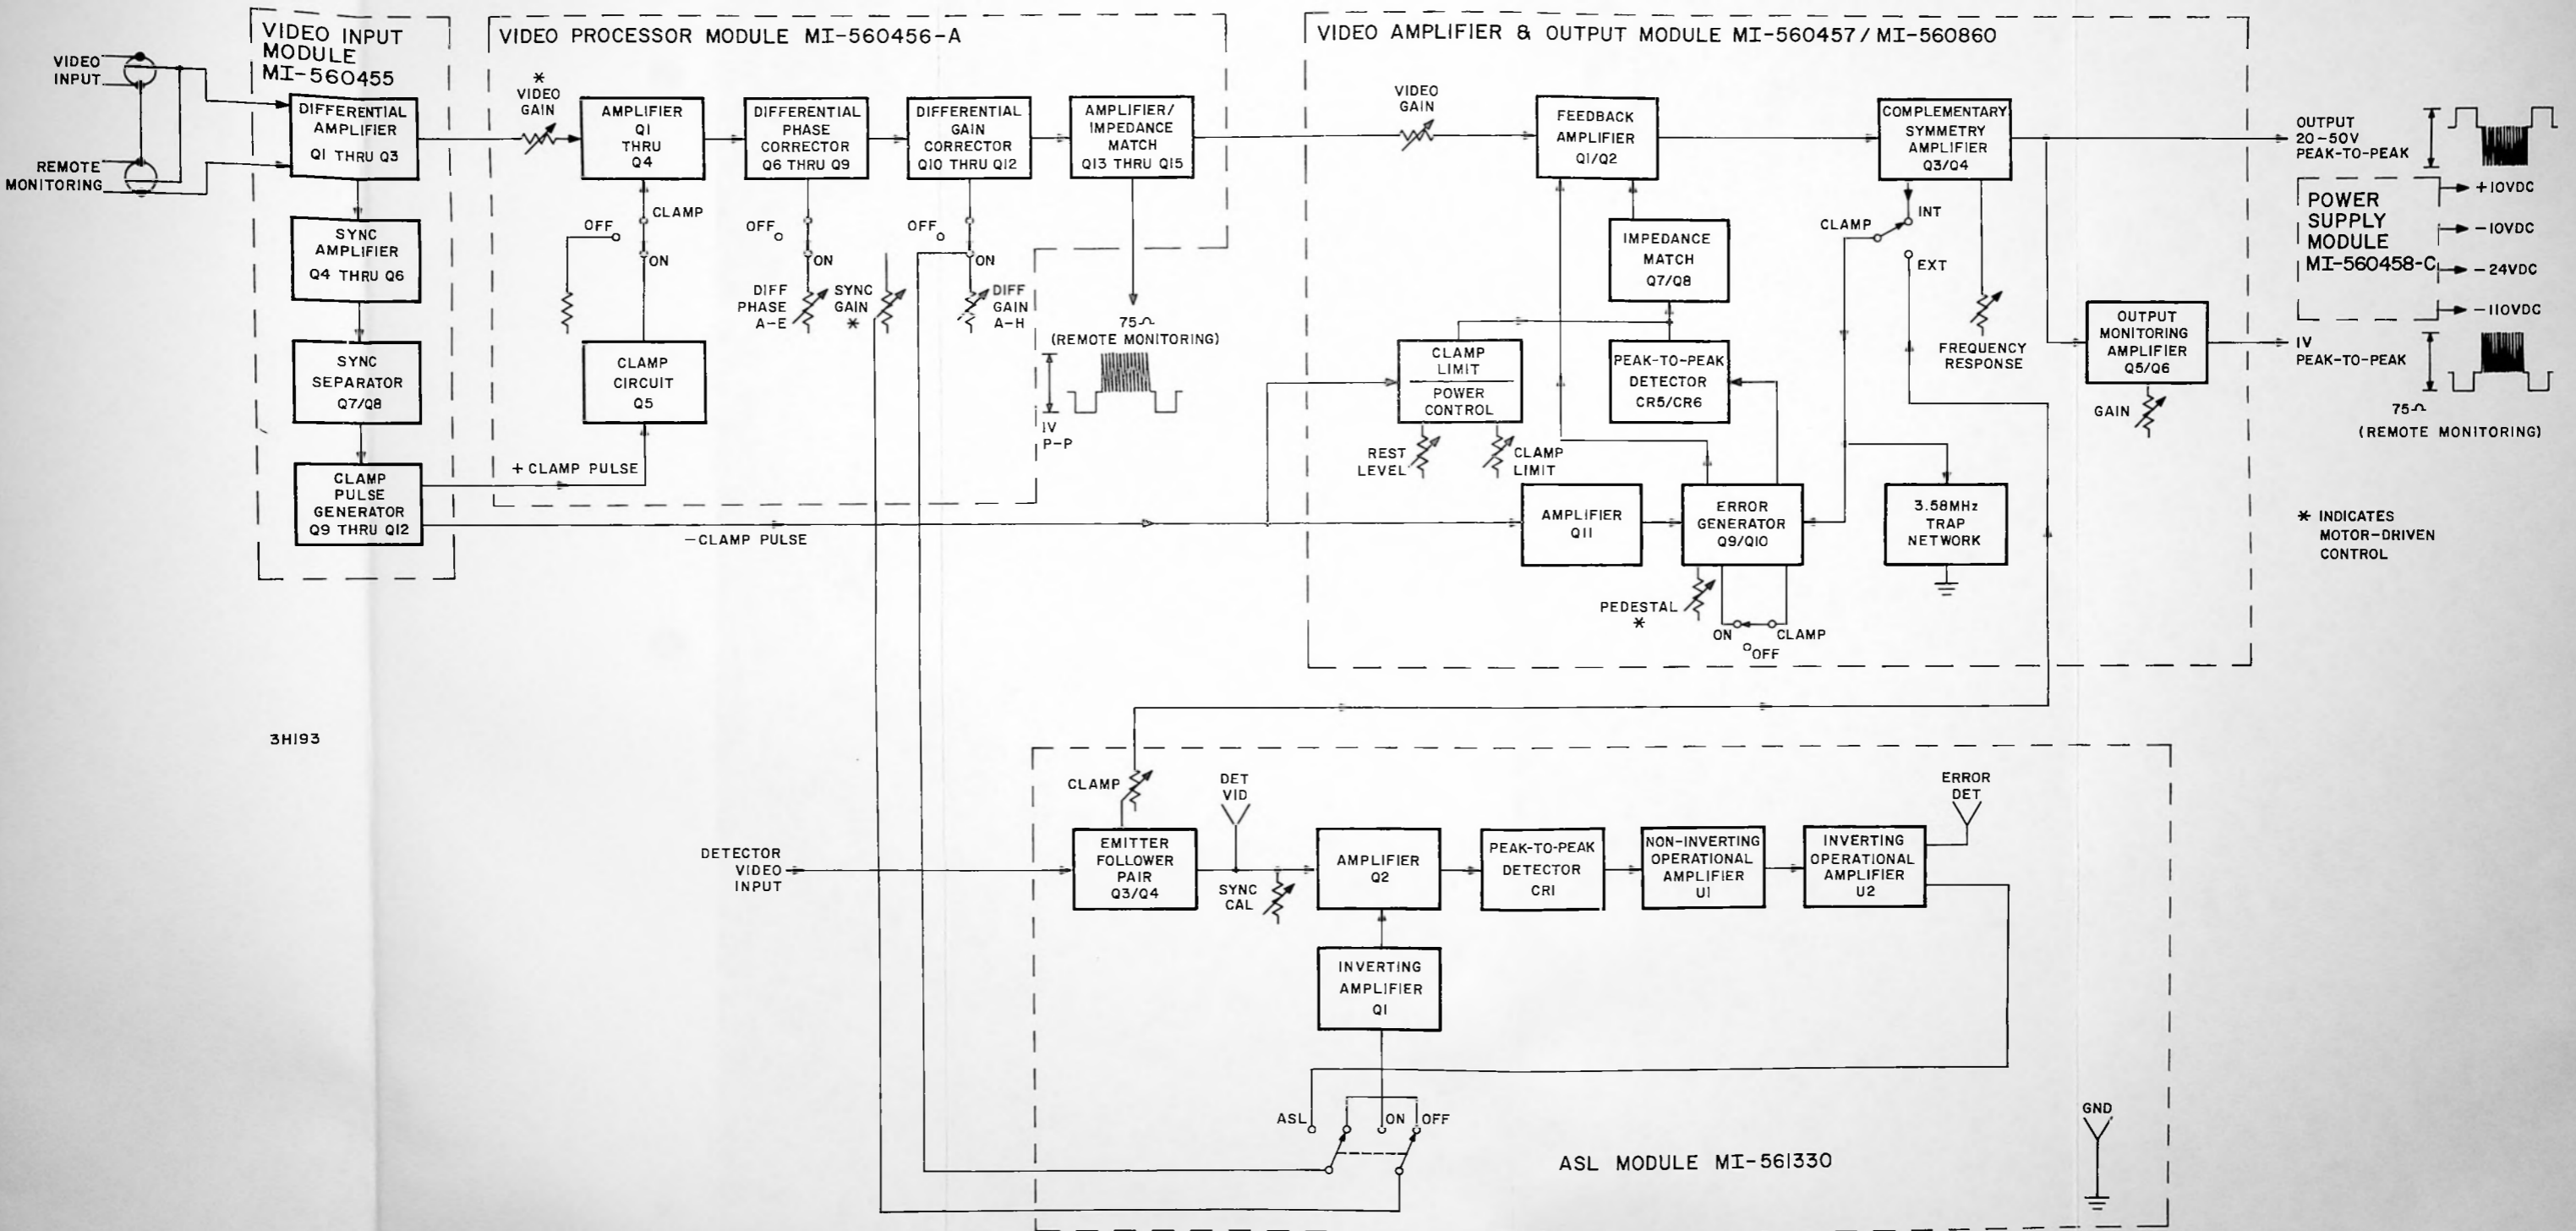 VIDEO INPUT
MODULE
MI-560455
VIDEO
INPUT
REMOTE
MONITORING
DIFFERENTIAL
AMPLIFIER
Q1 THRU Q3
SYNC
AMPLIFIER
Q4 THRU Q6
SYNC
SEPARATOR
Q7/Q8
CLAMP
PULSE
GENERATOR
Q9 THRU Q12
VIDEO PROCESSOR MODULE MI-560456-A
*
VIDEO
GAIN
AMPLIFIER
Q1
THRU
Q4
DIFFERENTIAL
PHASE
CORRECTOR
Q6 THRU Q9
DIFFERENTIAL
GAIN
CORRECTOR
Q10 THRU Q12
AMPLIFIER/
IMPEDANCE
MATCH
Q13 THRU Q15
CLAMP
OFF
ON
OFF
ON
OFF
ON
DIFF
PHASE
A-E
SYNC
GAIN
*
DIFF
GAIN
A-H
CLAMP
CIRCUIT
Q5
75Ω
(REMOTE MONITORING)
1V
P-P
+ CLAMP PULSE
-CLAMP PULSE
VIDEO AMPLIFIER & OUTPUT MODULE MI-560457/MI-560860
VIDEO
GAIN
FEEDBACK
AMPLIFIER
Q1/Q2
COMPLEMENTARY
SYMMETRY
AMPLIFIER
Q3/Q4
IMPEDANCE
MATCH
Q7/Q8
CLAMP
INT
EXT
FREQUENCY
RESPONSE
CLAMP
LIMIT
POWER
CONTROL
PEAK-TO-PEAK
DETECTOR
CR5/CR6
REST
LEVEL
CLAMP
LIMIT
OUTPUT
MONITORING
AMPLIFIER
Q5/Q6
GAIN
AMPLIFIER
Q11
ERROR
GENERATOR
Q9/Q10
3.58MHz
TRAP
NETWORK
PEDESTAL
*
ON
CLAMP
OFF
OUTPUT
20-50V
PEAK-TO-PEAK
POWER
SUPPLY
MODULE
MI-560458-C
+10VDC
-10VDC
-24VDC
-110VDC
1V
PEAK-TO-PEAK
75Ω
(REMOTE MONITORING)
* INDICATES
MOTOR-DRIVEN
CONTROL
3H193
DETECTOR
VIDEO
INPUT
CLAMP
EMITTER
FOLLOWER
PAIR
Q3/Q4
DET
VID
SYNC
CAL
AMPLIFIER
Q2
PEAK-TO-PEAK
DETECTOR
CR1
NON-INVERTING
OPERATIONAL
AMPLIFIER
U1
INVERTING
OPERATIONAL
AMPLIFIER
U2
ERROR
DET
INVERTING
AMPLIFIER
Q1
ASL
ON
OFF
ASL MODULE MI-561330
GND